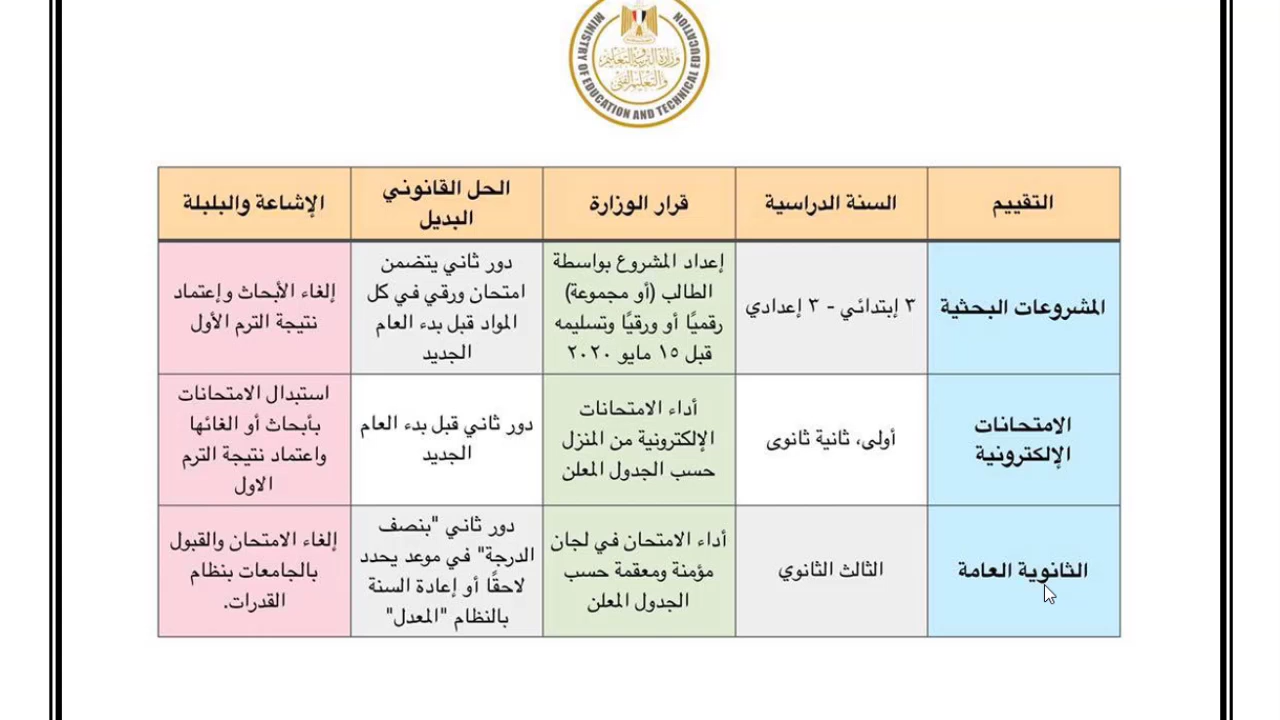 MINISTRY OF EDUCATION AND TECHNICAL EDUCATION
وزارة التربية والتعليم
والتعليم الفني
التقييم
السنة الدراسية
قرار الوزارة
الحل القانوني
البديل
الإشاعة والبلبلة
المشروعات البحثية
٣ إبتدائي - ٣ إعدادي
إعداد المشروع بواسطة
الطالب (أو مجموعة)
رقميًا أو ورقيًا وتسليمه
قبل ١٥ مايو ٢٠٢٠
دور ثاني يتضمن
امتحان ورقي في كل
المواد قبل بدء العام
الجديد
إلغاء الأبحاث وإعتماد
نتيجة الترم الأول
الامتحانات
الإلكترونية
أولى، ثانية ثانوى
أداء الامتحانات
الإلكترونية من المنزل
حسب الجدول المعلن
دور ثاني قبل بدء العام
الجديد
استبدال الامتحانات
بأبحاث أو الغائها
واعتماد نتيجة الترم
الاول
الثانوية العامة
الثالث الثانوي
أداء الامتحان في لجان
مؤمنة ومعقمة حسب
الجدول المعلن
دور ثاني "بنصف
الدرجة" في موعد يحدد
لاحقًا أو إعادة السنة
بالنظام "المعدل"
إلغاء الامتحان والقبول
بالجامعات بنظام
القدرات.